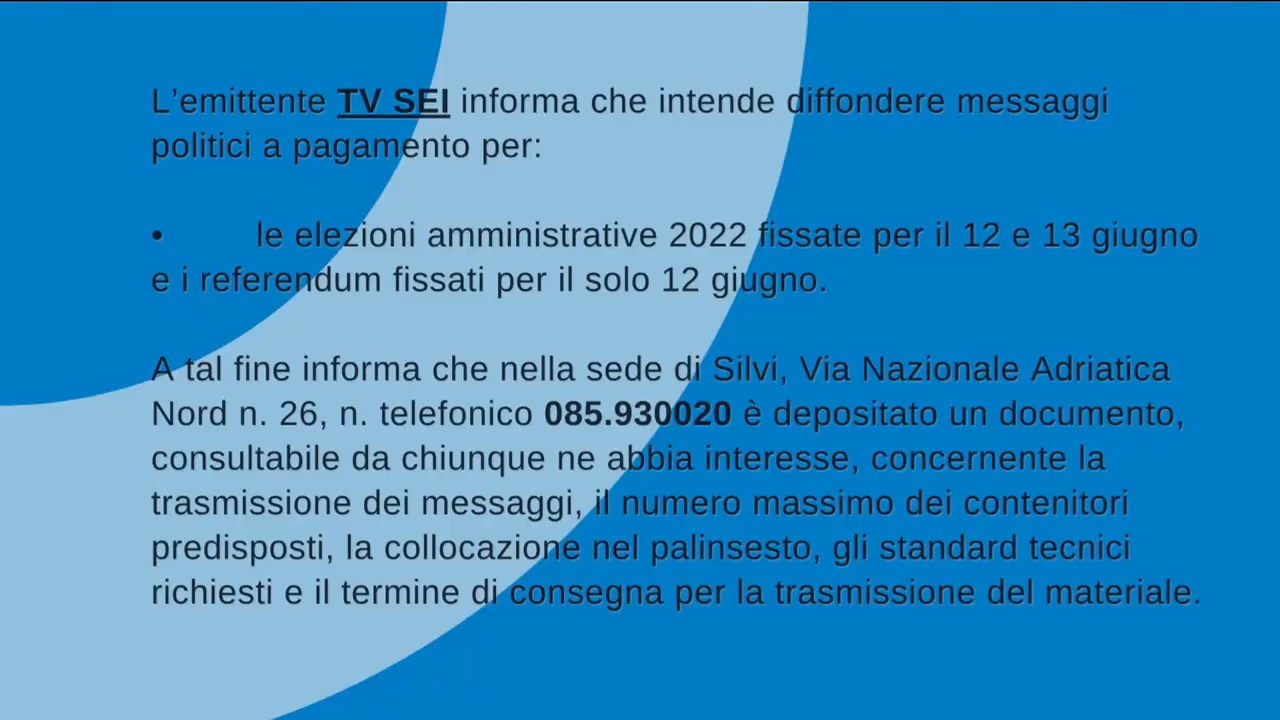 L’emittente TV SEI informa che intende diffondere messaggi
politici a pagamento per:
• le elezioni amministrative 2022 fissate per il 12 e 13 giugno
e i referendum fissati per il solo 12 giugno.
A tal fine informa che nella sede di Silvi, Via Nazionale Adriatica
Nord n. 26, n. telefonico 085.930020 è depositato un documento,
consultabile da chiunque ne abbia interesse, concernente la
trasmissione dei messaggi, il numero massimo dei contenitori
predisposti, la collocazione nel palinsesto, gli standard tecnici
richiesti e il termine di consegna per la trasmissione del materiale.